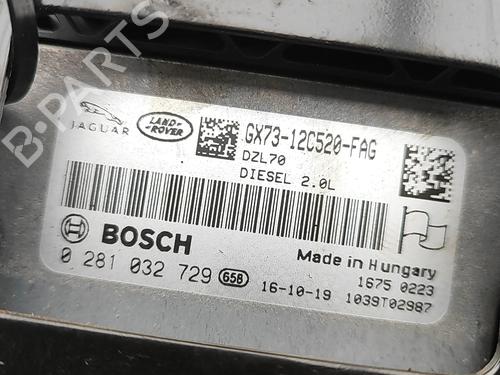 JAGUAR
LAND-
ROVER
GX73-12C520-FAG
DZL70
DIESEL 2.0L
BOSCH
Made in Hungary
0 281 032 729 G5B
1675 0223
16-10-19 1039T02987
B-PARTS